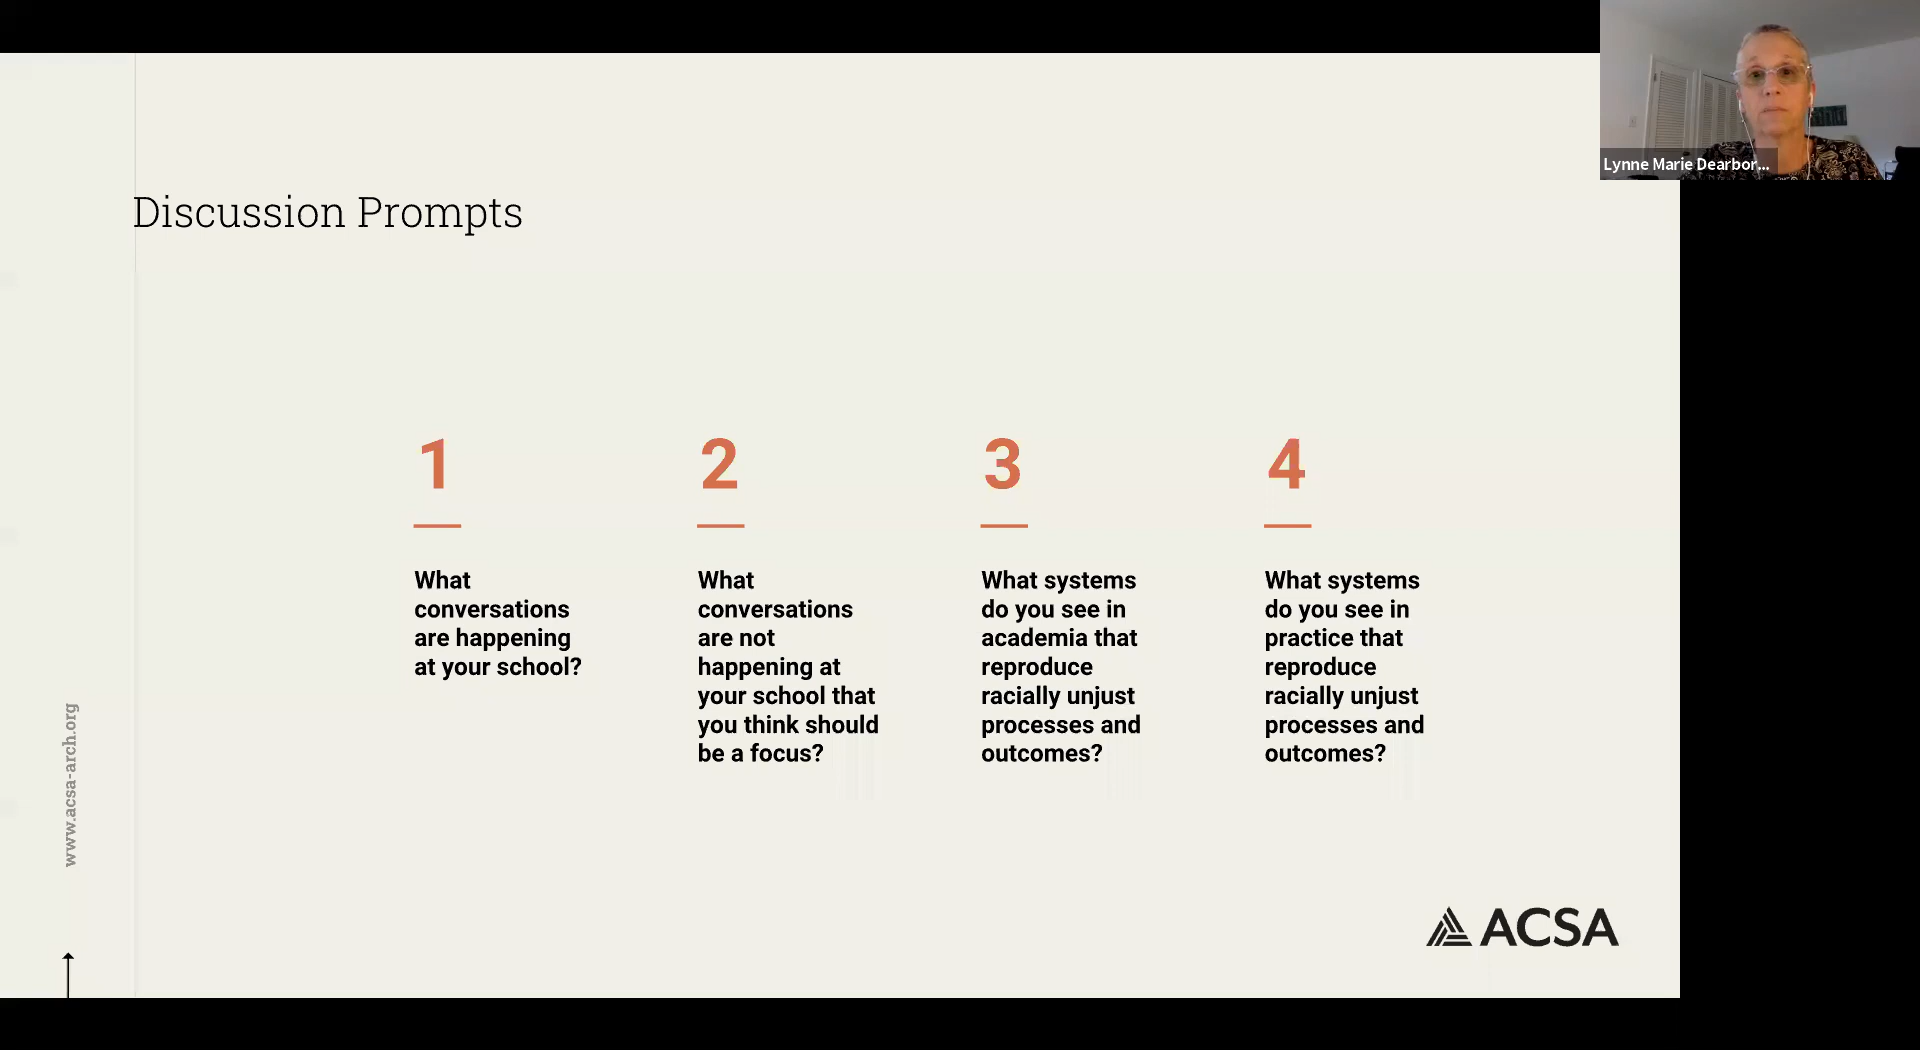 Lynne Marie Dearbor...
Discussion Prompts
1
What
conversations
are happening
at your school?
2
What
conversations
are not
happening at
your school that
you think should
be a focus?
3
What systems
do you see in
academia that
reproduce
racially unjust
processes and
outcomes?
4
What systems
do you see in
practice that
reproduce
racially unjust
processes and
outcomes?
www.acsa-arch.org
ACSA